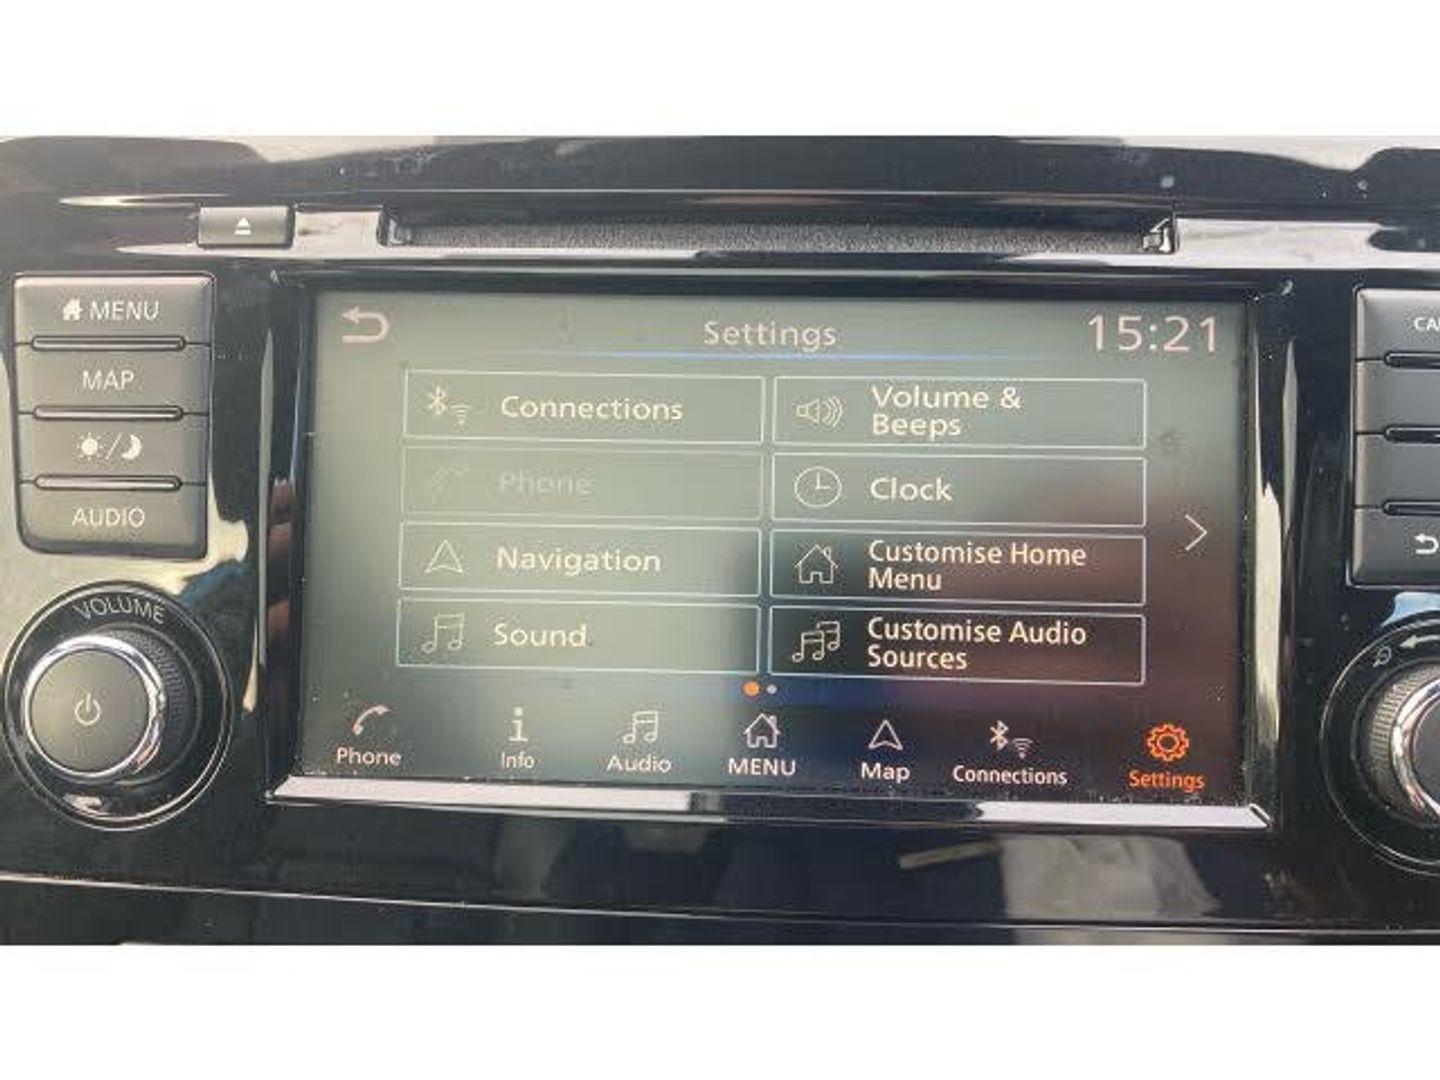 MENU
MAP
AUDIO
VOLUME
Settings
15:21
Connections
Volume &
Beeps
Phone
Clock
Navigation
Customise Home
Menu
Sound
Customise Audio
Sources
Phone
Info
Audio
MENU
Map
Connections
Settings